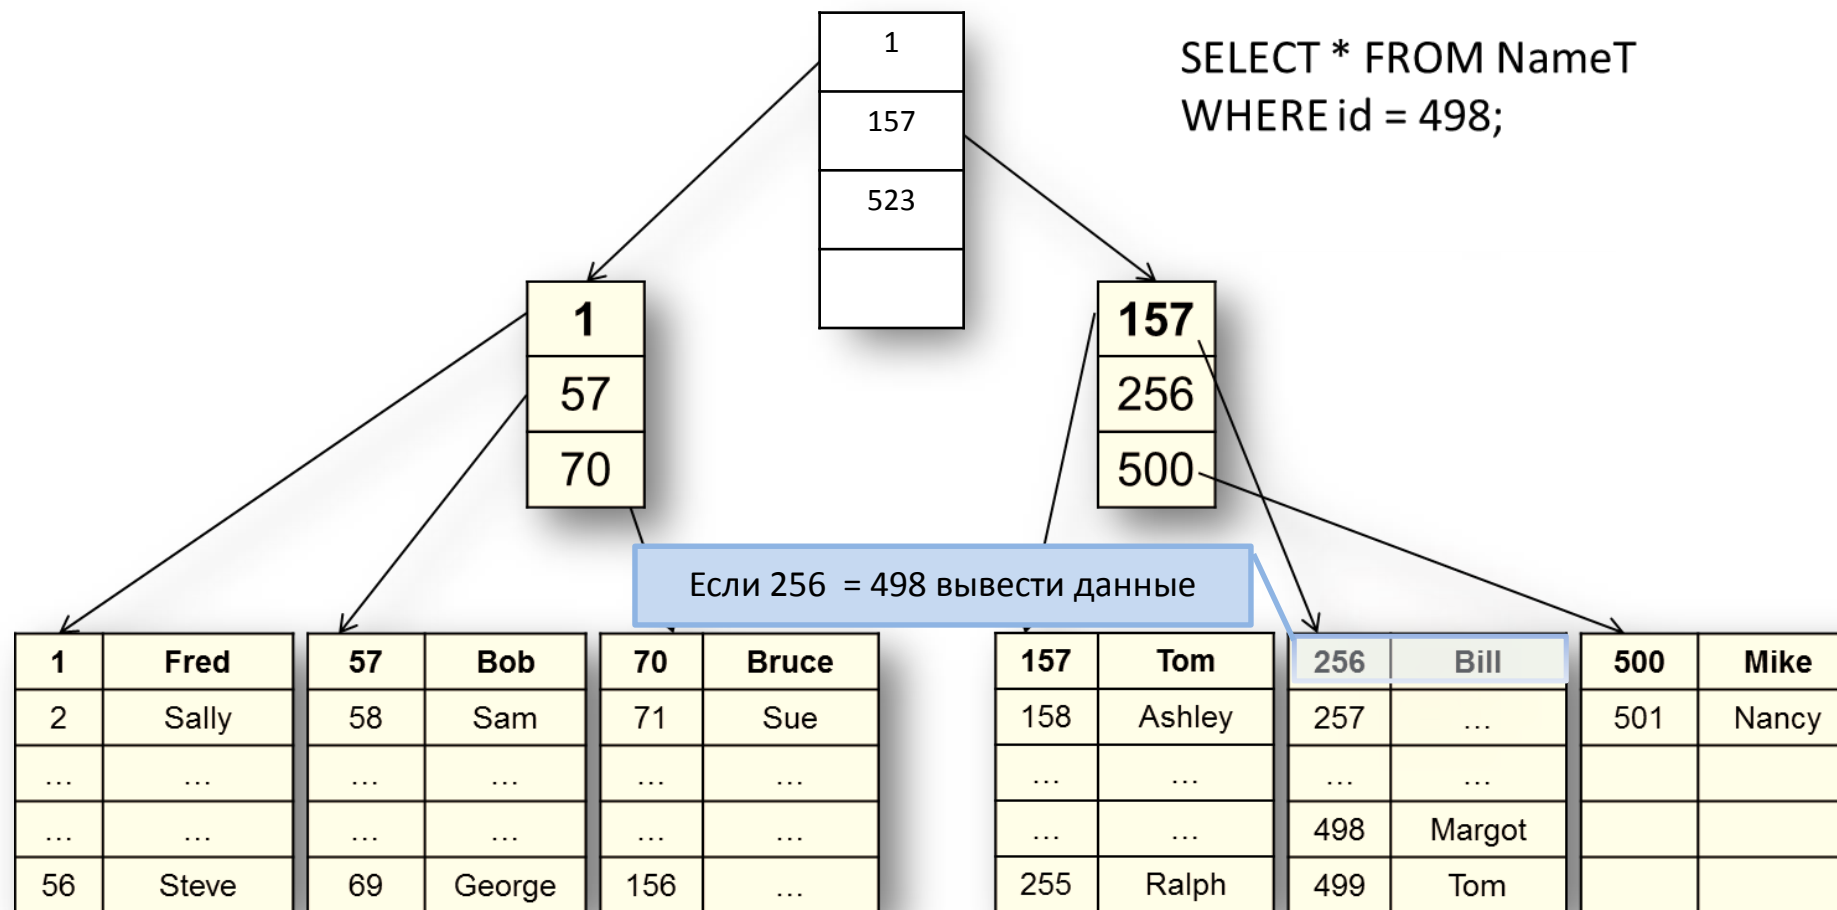 1
157
523
SELECT * FROM NameT
WHERE id = 498;
1
57
70
157
256
500
Если 256 = 498 вывести данные
1 Fred
2 Sally
... ...
... ...
56 Steve
57 Bob
58 Sam
... ...
... ...
69 George
70 Bruce
71 Sue
... ...
... ...
156 ...
157 Tom
158 Ashley
... ...
... ...
255 Ralph
256 Bill
257 ...
... ...
498 Margot
499 Tom
500 Mike
501 Nancy